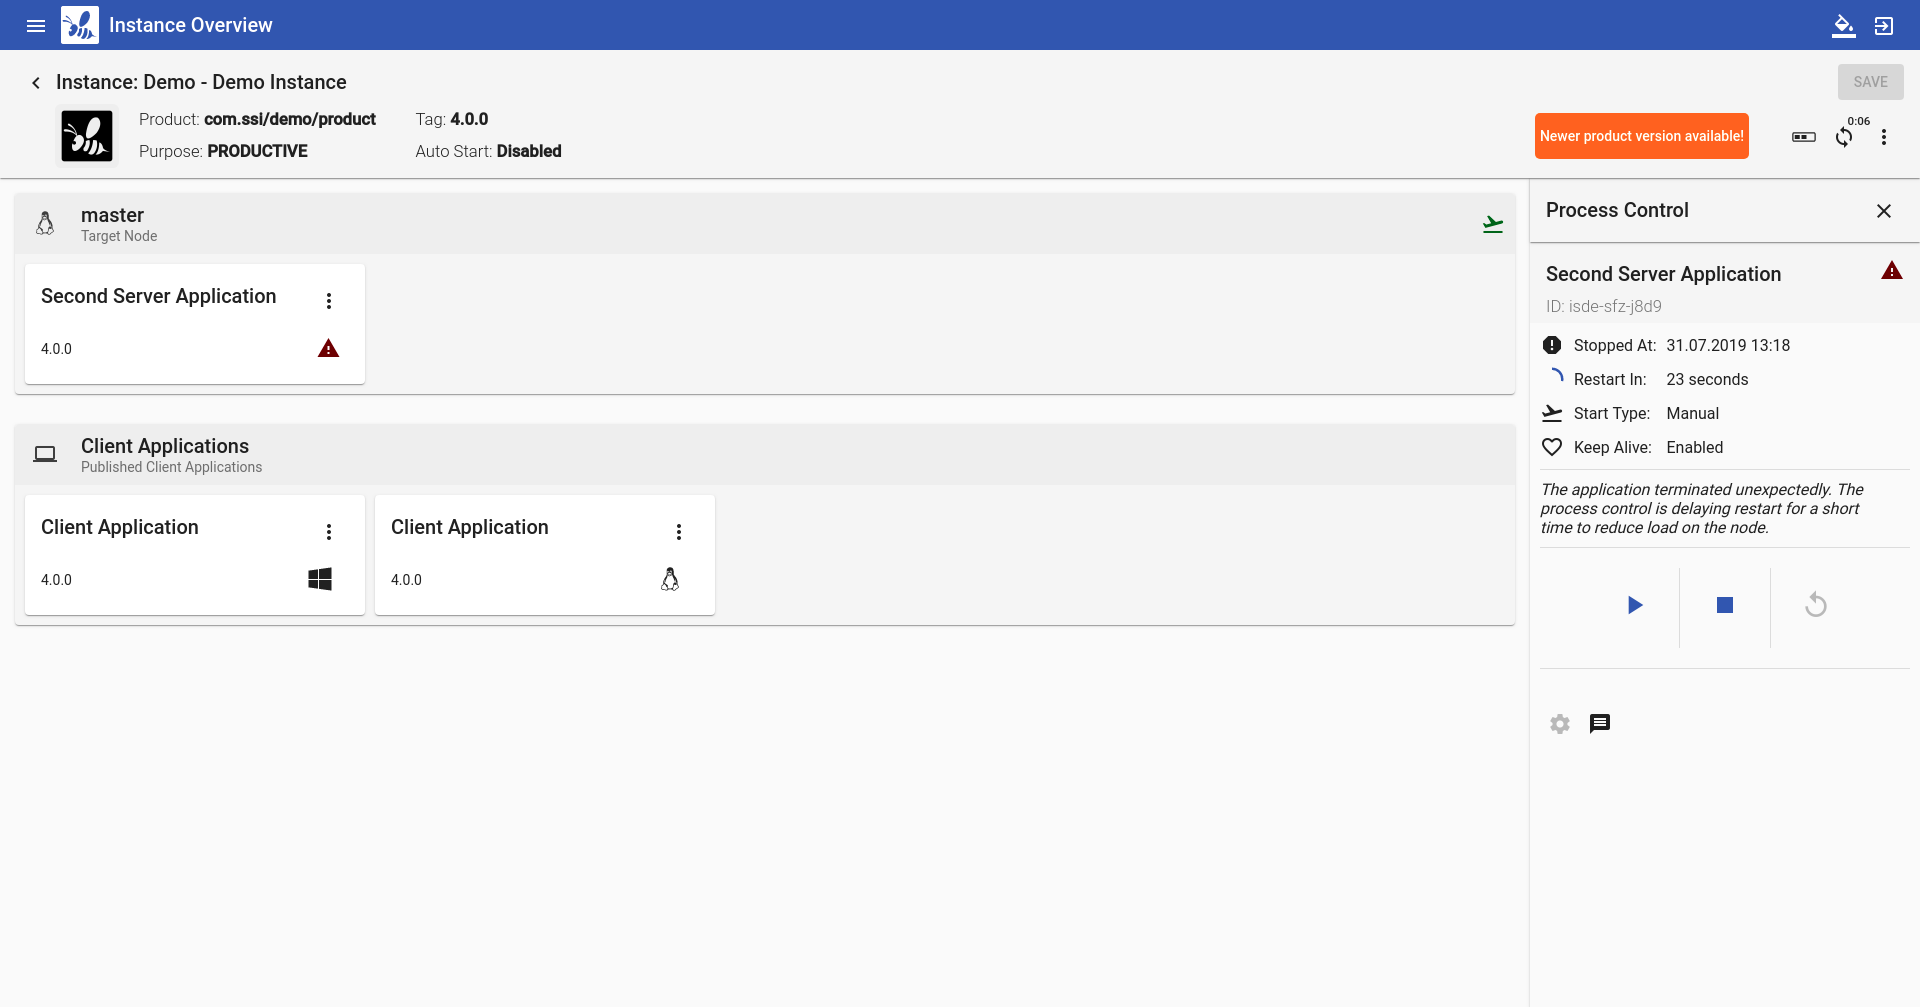 Instance Overview
Instance: Demo - Demo Instance
SAVE
Product: com.ssi/demo/product Tag: 4.0.0
Purpose: PRODUCTIVE Auto Start: Disabled
Newer product version available!
0:06
master
Target Node
Second Server Application
4.0.0
Client Applications
Published Client Applications
Client Application
4.0.0
Client Application
4.0.0
Process Control
Second Server Application
ID: isde-sfz-j8d9
Stopped At: 31.07.2019 13:18
Restart In: 23 seconds
Start Type: Manual
Keep Alive: Enabled
The application terminated unexpectedly. The
process control is delaying restart for a short
time to reduce load on the node.